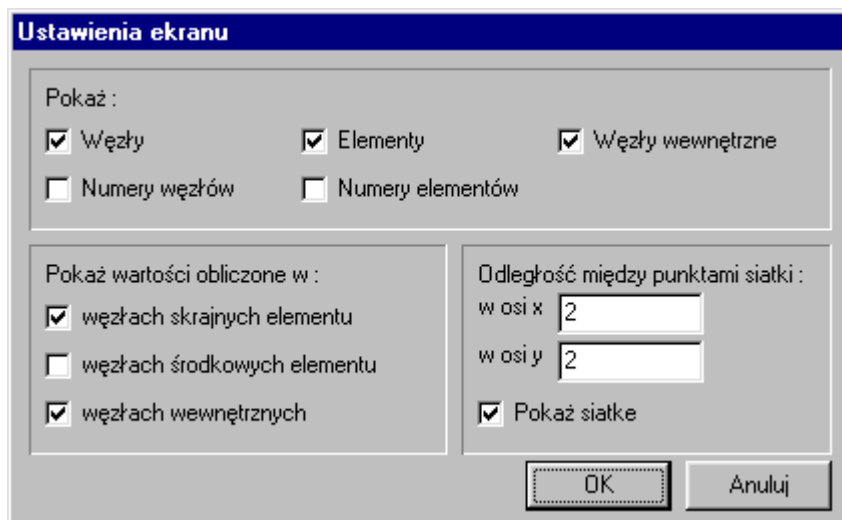 Ustawienia ekranu
Pokaż :
Węzły
Elementy
Węzły wewnętrzne
Numery węzłów
Numery elementów
Pokaż wartości obliczone w :
węzłach skrajnych elementu
węzłach środkowych elementu
węzłach wewnętrznych
Odległość między punktami siatki :
w osi x 2
w osi y 2
Pokaż siatke
OK
Anuluj